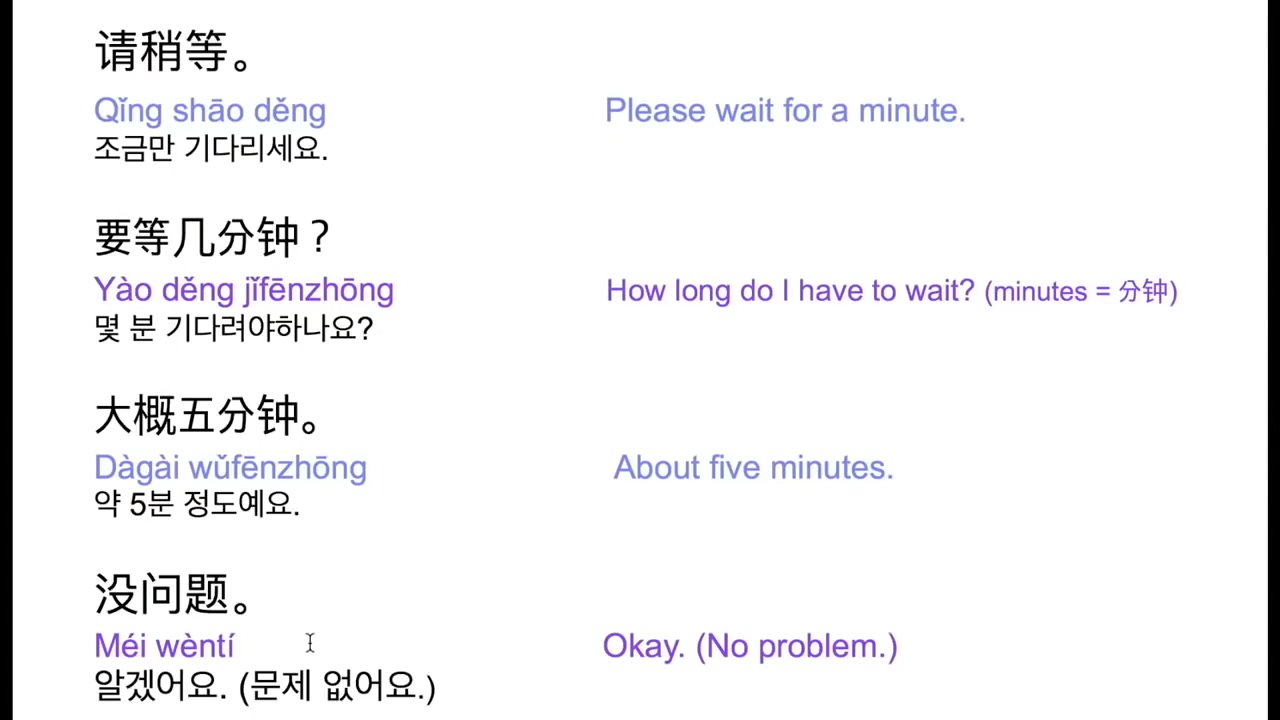 请稍等。
Qǐng shāo děng
Please wait for a minute.
조금만 기다리세요.
要等几分钟？
Yào děng jǐfēnzhōng
How long do I have to wait? (minutes = 分钟)
몇 분 기다려야하나요?
大概五分钟。
Dàgài wǔfēnzhōng
About five minutes.
약 5분 정도예요.
没问题。
Méi wèntí
Okay. (No problem.)
알겠어요. (문제 없어요.)